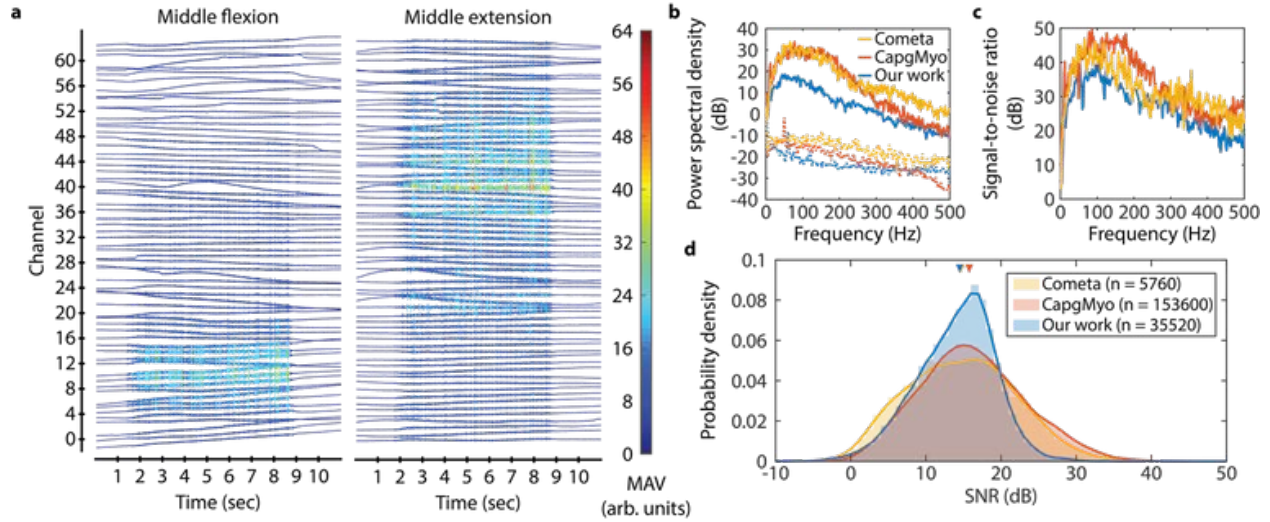 a
Middle flexion
Middle extension
Channel
60
56
52
48
44
40
36
32
28
24
20
16
12
8
4
0
1 2 3 4 5 6 7 8 9 10
Time (sec)
1 2 3 4 5 6 7 8 9 10
Time (sec)
64
56
48
40
32
24
16
8
0
MAV
(arb. units)
b
Power spectral density
(dB)
40
30
20
10
0
-10
-20
-30
-40
Cometa
CapgMyo
Our work
0 100 200 300 400 500
Frequency (Hz)
c
Signal-to-noise ratio
(dB)
50
40
30
20
10
0
0 100 200 300 400 500
Frequency (Hz)
d
Probability density
0.1
0.08
0.06
0.04
0.02
0
Cometa (n = 5760)
CapgMyo (n = 153600)
Our work (n = 35520)
-10 0 10 20 30 40 50
SNR (dB)